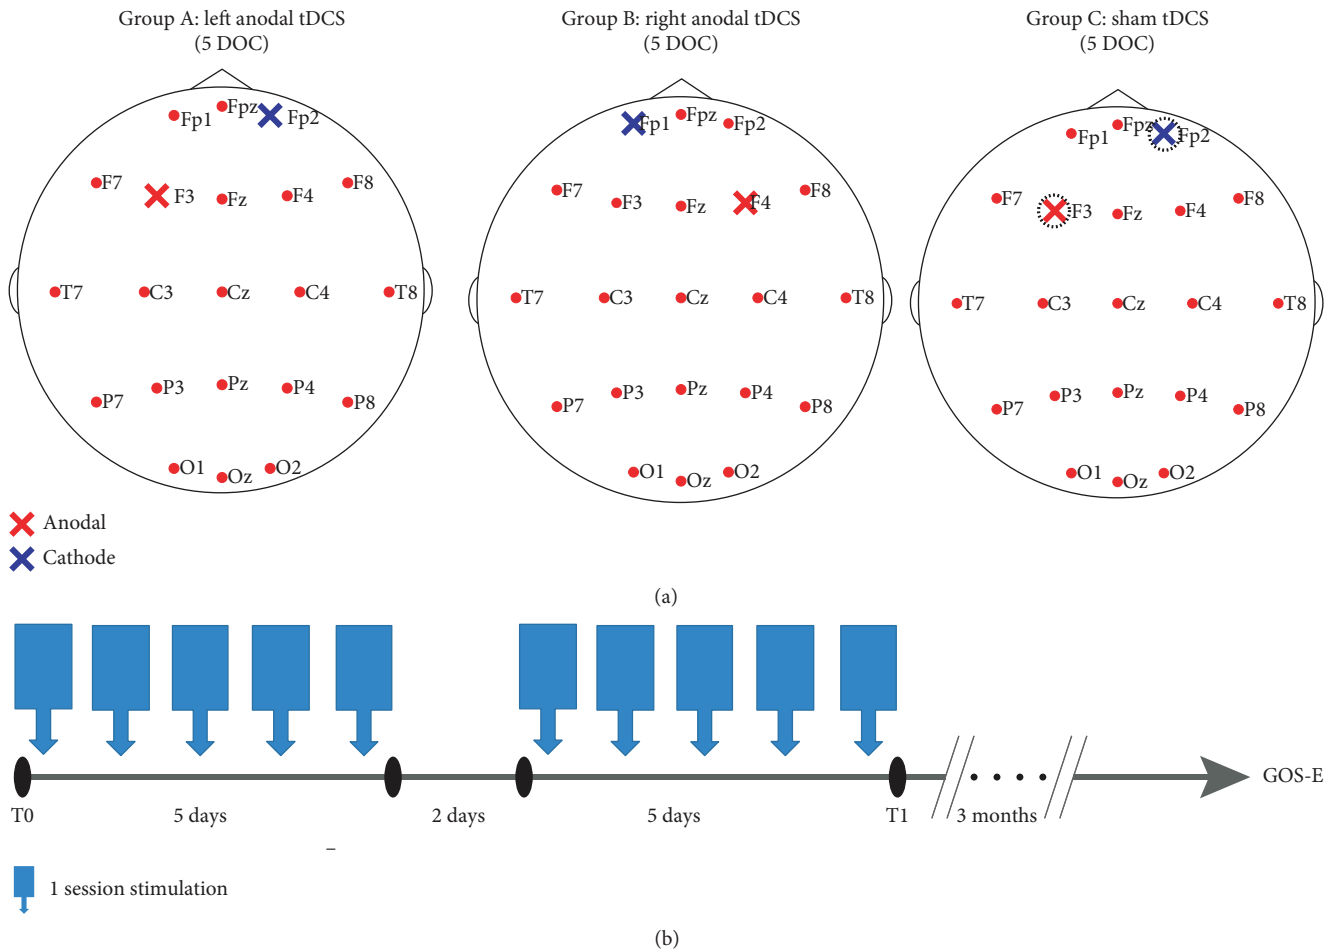 Group A: left anodal tDCS
(5 DOC)
Group B: right anodal tDCS
(5 DOC)
Group C: sham tDCS
(5 DOC)
Fp1 Fpz Fp2
F7 F3 Fz F4 F8
T7 C3 Cz C4 T8
P7 P3 Pz P4 P8
O1 Oz O2
Fp1 Fpz Fp2
F7 F3 Fz F4 F8
T7 C3 Cz C4 T8
P7 P3 Pz P4 P8
O1 Oz O2
Fp1 Fpz Fp2
F7 F3 Fz F4 F8
T7 C3 Cz C4 T8
P7 P3 Pz P4 P8
O1 Oz O2
Anodal
Cathode
(a)
GOS-E
T0 5 days 2 days 5 days T1 3 months
1 session stimulation
(b)